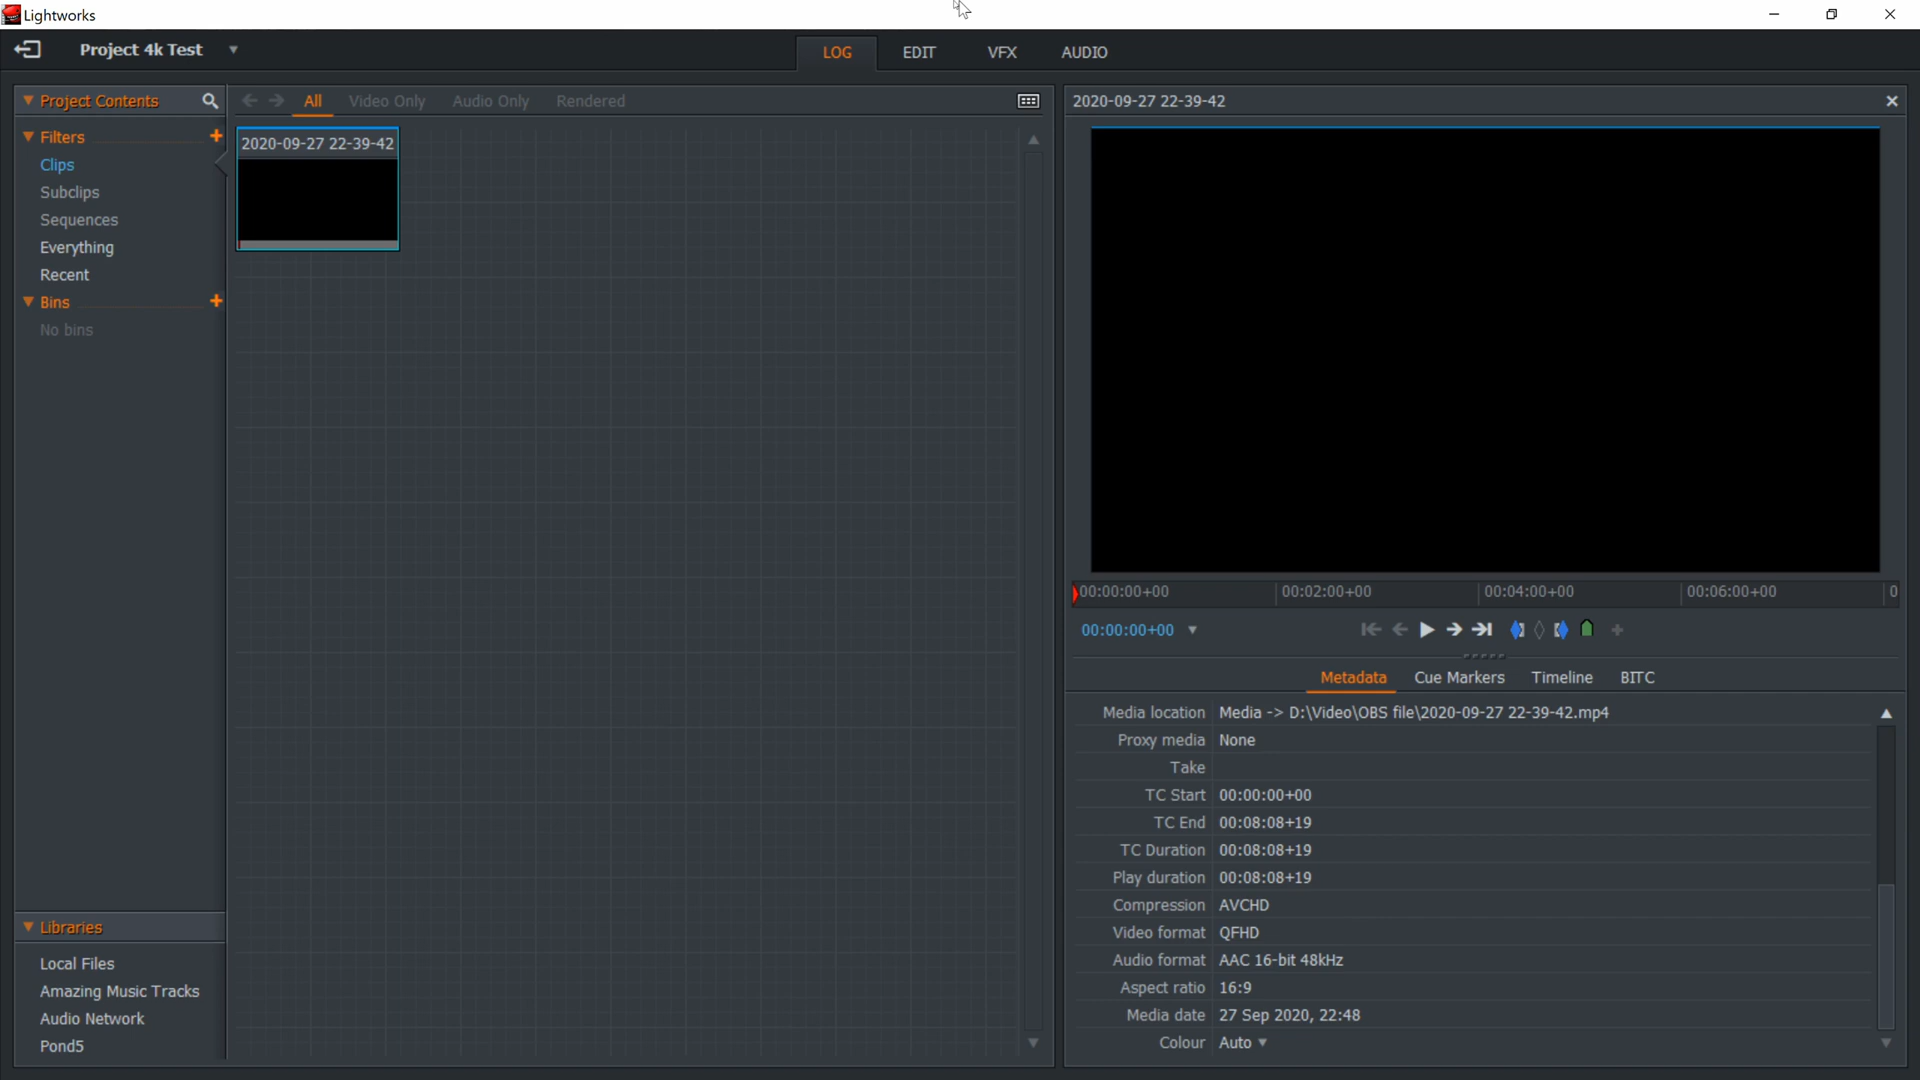 Lightworks
Project 4k Test
LOG EDIT VFX AUDIO
Project Contents
All Video Only Audio Only Rendered
2020-09-27 22-39-42
Filters
Clips
Subclips
Sequences
Everything
Recent
Bins
No bins
2020-09-27 22-39-42
Libraries
Local Files
Amazing Music Tracks
Audio Network
Pond5
00:00:00+00 00:02:00+00 00:04:00+00 00:06:00+00 0
00:00:00+00
Metadata Cue Markers Timeline BITC
Media location Media -> D:\Video\OBS file\2020-09-27 22-39-42.mp4
Proxy media None
Take
TC Start 00:00:00+00
TC End 00:08:08+19
TC Duration 00:08:08+19
Play duration 00:08:08+19
Compression AVCHD
Video format QFHD
Audio format AAC 16-bit 48kHz
Aspect ratio 16:9
Media date 27 Sep 2020, 22:48
Colour Auto